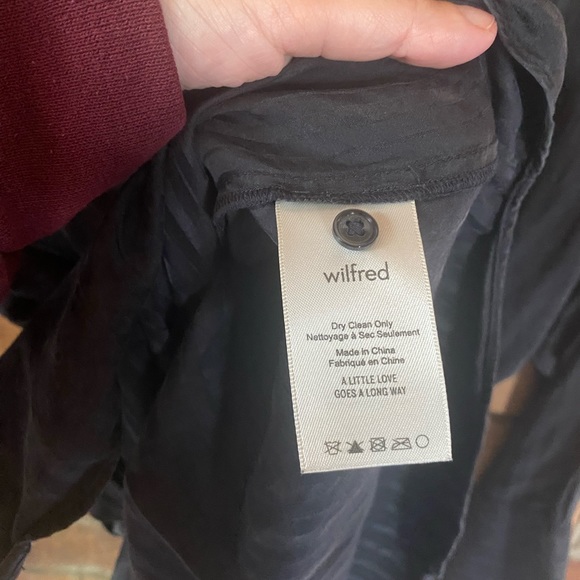 wilfred
Dry Clean Only
Nettoyage à Sec Seulement
Made in China
Fabriqué en Chine
A LITTLE LOVE
GOES A LONG WAY